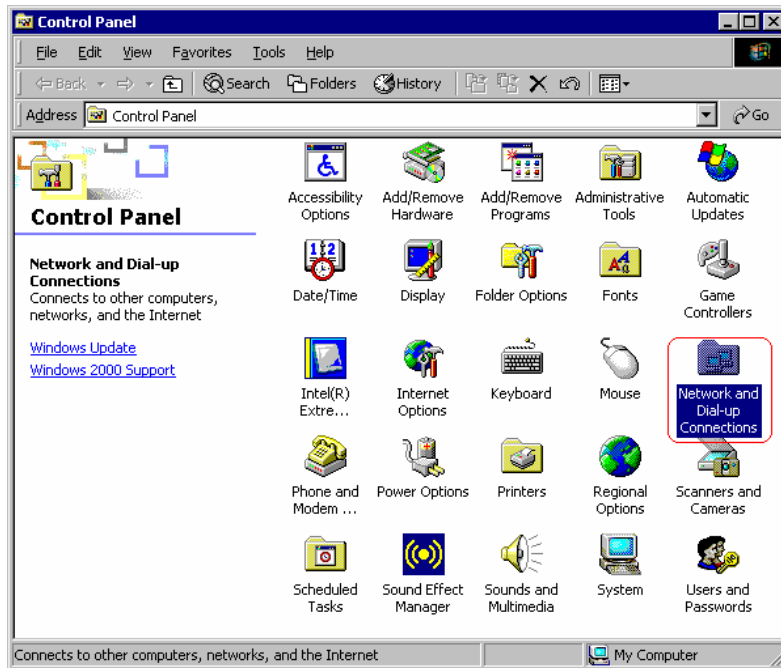 Control Panel
File Edit View Favorites Tools Help
Back Search Folders History
Address Control Panel Go
Control Panel
Network and Dial-up
Connections
Connects to other computers,
networks, and the Internet
Windows Update
Windows 2000 Support
Accessibility
Options
Add/Remove
Hardware
Add/Remove
Programs
Administrative
Tools
Automatic
Updates
Date/Time
Display
Folder Options
Fonts
Game
Controllers
Intel(R)
Extre...
Internet
Options
Keyboard
Mouse
Network and
Dial-up
Connections
Phone and
Modem ...
Power Options
Printers
Regional
Options
Scanners and
Cameras
Scheduled
Tasks
Sound Effect
Manager
Sounds and
Multimedia
System
Users and
Passwords
Connects to other computers, networks, and the Internet My Computer